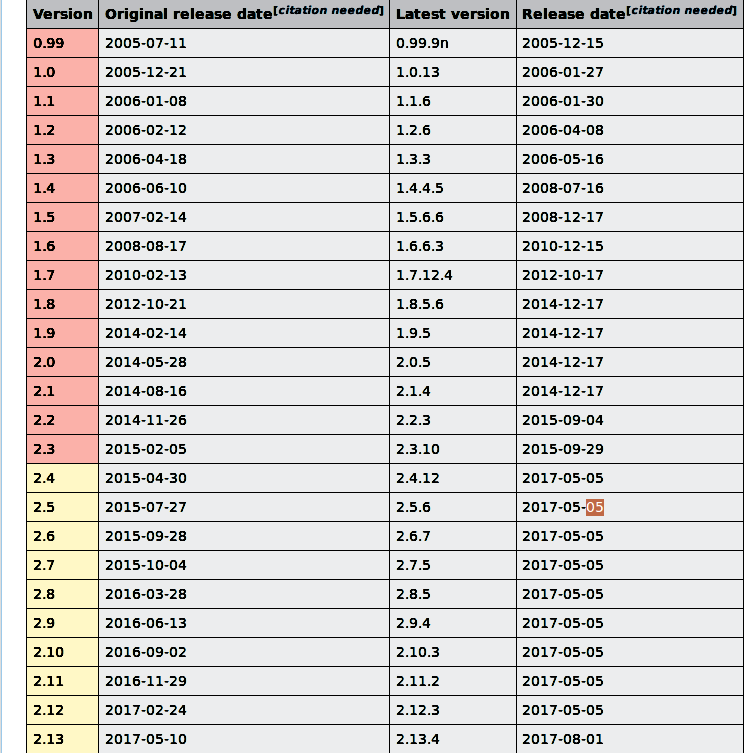 Version Original release date[citation needed] Latest version Release date[citation needed]
0.99 2005-07-11 0.99.9n 2005-12-15
1.0 2005-12-21 1.0.13 2006-01-27
1.1 2006-01-08 1.1.6 2006-01-30
1.2 2006-02-12 1.2.6 2006-04-08
1.3 2006-04-18 1.3.3 2006-05-16
1.4 2006-06-10 1.4.4.5 2008-07-16
1.5 2007-02-14 1.5.6.6 2008-12-17
1.6 2008-08-17 1.6.6.3 2010-12-15
1.7 2010-02-13 1.7.12.4 2012-10-17
1.8 2012-10-21 1.8.5.6 2014-12-17
1.9 2014-02-14 1.9.5 2014-12-17
2.0 2014-05-28 2.0.5 2014-12-17
2.1 2014-08-16 2.1.4 2014-12-17
2.2 2014-11-26 2.2.3 2015-09-04
2.3 2015-02-05 2.3.10 2015-09-29
2.4 2015-04-30 2.4.12 2017-05-05
2.5 2015-07-27 2.5.6 2017-05-05
2.6 2015-09-28 2.6.7 2017-05-05
2.7 2015-10-04 2.7.5 2017-05-05
2.8 2016-03-28 2.8.5 2017-05-05
2.9 2016-06-13 2.9.4 2017-05-05
2.10 2016-09-02 2.10.3 2017-05-05
2.11 2016-11-29 2.11.2 2017-05-05
2.12 2017-02-24 2.12.3 2017-05-05
2.13 2017-05-10 2.13.4 2017-08-01